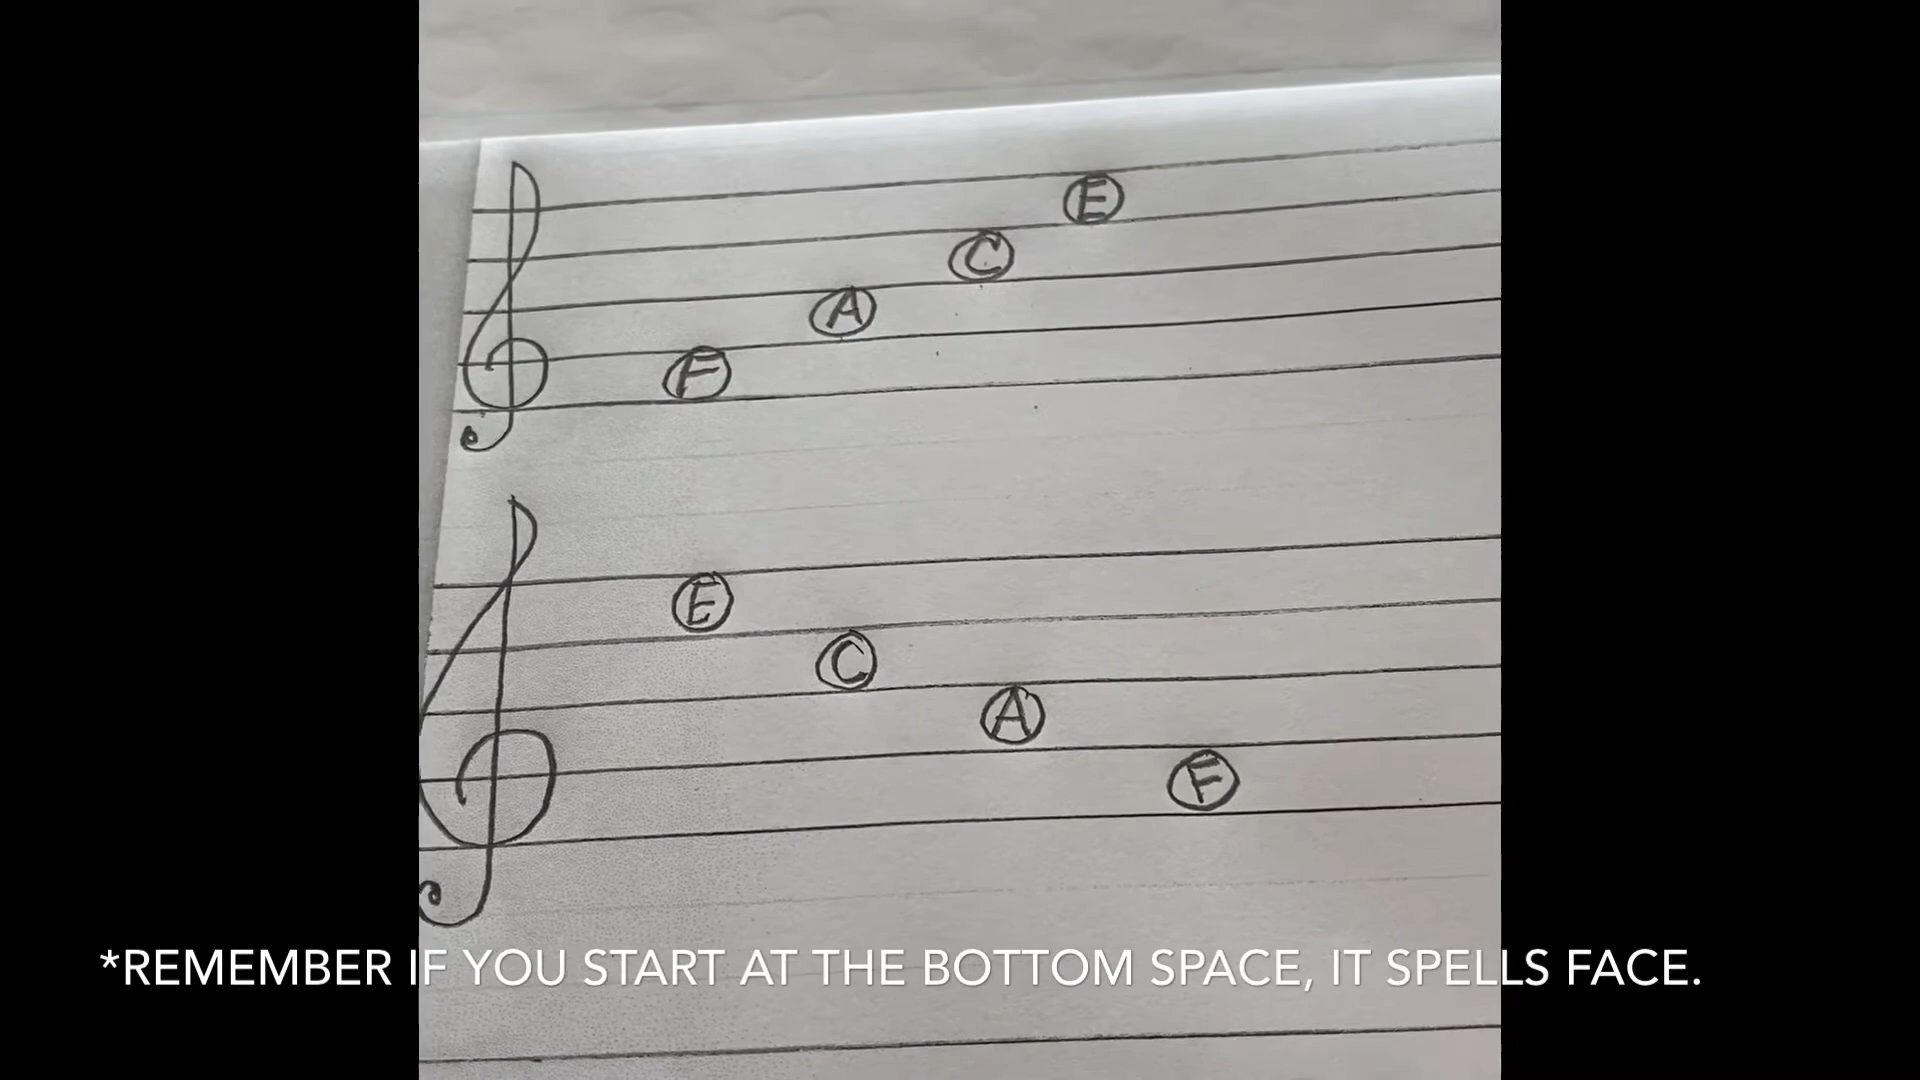 F A C E
E C A F
*REMEMBER IF YOU START AT THE BOTTOM SPACE, IT SPELLS FACE.